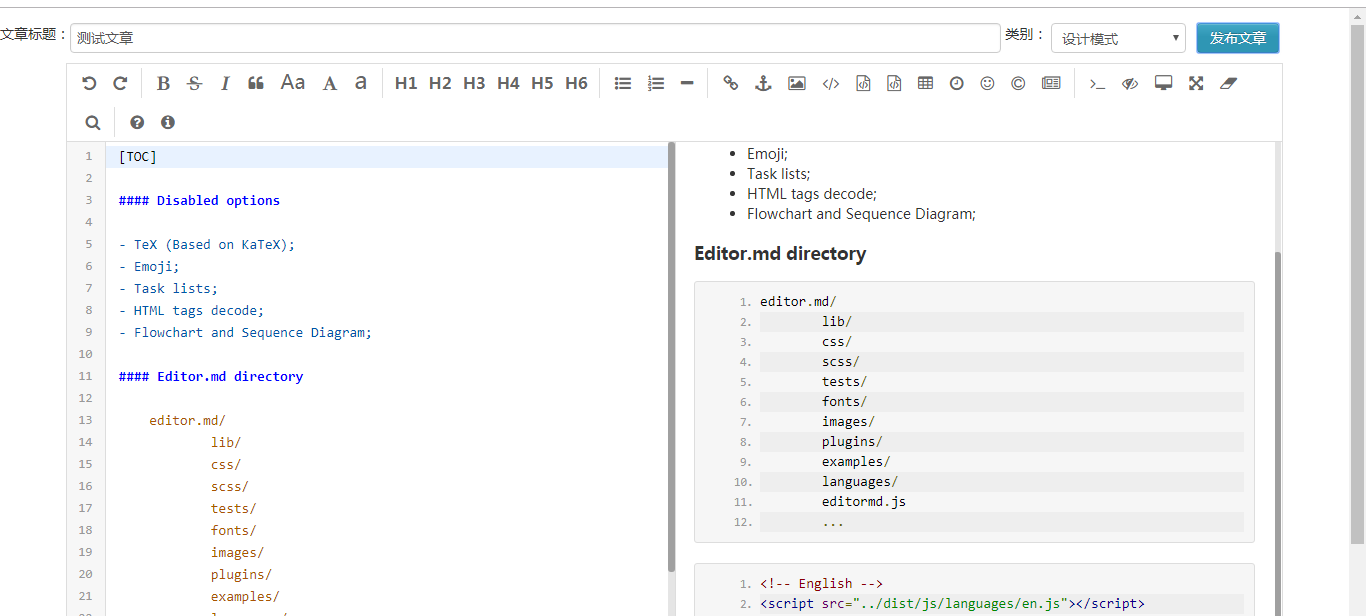 文章标题： 测试文章 类别： 设计模式 发布文章
B S I Aa A a H1 H2 H3 H4 H5 H6
1 [TOC]
2
3 #### Disabled options
4
5 - TeX (Based on KaTeX);
6 - Emoji;
7 - Task lists;
8 - HTML tags decode;
9 - Flowchart and Sequence Diagram;
10
11 #### Editor.md directory
12
13 editor.md/
14 lib/
15 css/
16 scss/
17 tests/
18 fonts/
19 images/
20 plugins/
21 examples/
Emoji;
Task lists;
HTML tags decode;
Flowchart and Sequence Diagram;
Editor.md directory
1. editor.md/
2. lib/
3. css/
4. scss/
5. tests/
6. fonts/
7. images/
8. plugins/
9. examples/
10. languages/
11. editormd.js
12. ...
1. <!-- English -->
2. <script src="../dist/js/languages/en.js"></script>